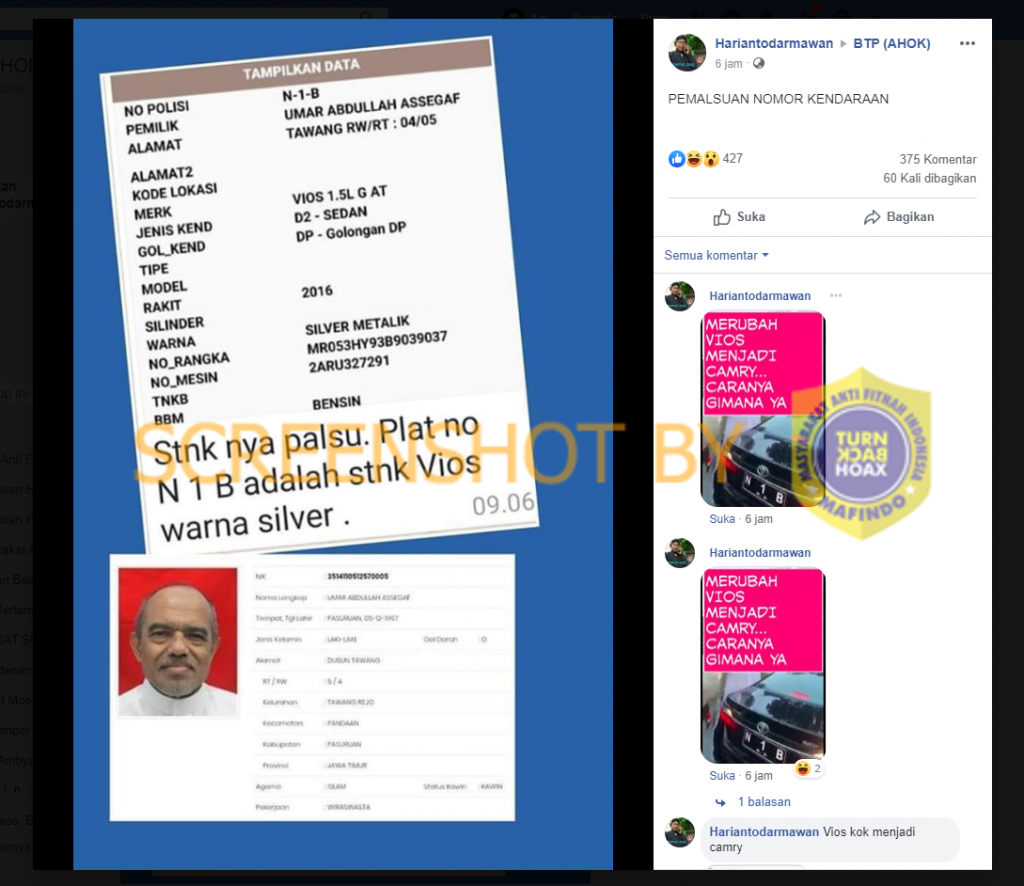 TAMPILKAN DATA
NO POLISI N-1-B
PEMILIK UMAR ABDULLAH ASSEGAF
ALAMAT TAWANG RW/RT : 04/05
ALAMAT2
KODE LOKASI
MERK VIOS 1.5L G AT
JENIS KEND D2 - SEDAN
GOL_KEND DP - Golongan DP
TIPE
MODEL
RAKIT 2016
SILINDER
WARNA SILVER METALIK
NO_RANGKA MR053HY93B9039037
NO_MESIN 2ARU327291
TNKB
BBM BENSIN
Stnk nya palsu. Plat no
N 1 B adalah stnk Vios
warna silver .
09.06
SCREENSHOT BY
MASYARAKAT ANTI FITNAH INDONESIA
TURN
BACK
HOAX
MAFINDO
NIK : 3514110512570005
Nama Lengkap : UMAR ABDULLAH ASSEGAF
Tempat, Tgl Lahir : PASURUAN, 05-12-1957
Jenis Kelamin : LAKI-LAKI Gol Darah : O
Alamat : DUSUN TAWANG
RT / RW : 5 / 4
Kelurahan : TAWANG REJO
Kecamatan : PANDAAN
Kabupaten : PASURUAN
Provinsi : JAWA TIMUR
Agama : ISLAM Status Kawin : KAWIN
Pekerjaan : WIRASWASTA
Hariantodarmawan ▸ BTP (AHOK)
6 jam
PEMALSUAN NOMOR KENDARAAN
427
375 Komentar
60 Kali dibagikan
Suka Bagikan
Semua komentar
Hariantodarmawan
MERUBAH
VIOS
MENJADI
CAMRY...
CARANYA
GIMANA YA
N 1 B
Suka · 6 jam
Hariantodarmawan
MERUBAH
VIOS
MENJADI
CAMRY...
CARANYA
GIMANA YA
N 1 B
2
Suka · 6 jam
1 balasan
Hariantodarmawan Vios kok menjadi
camry